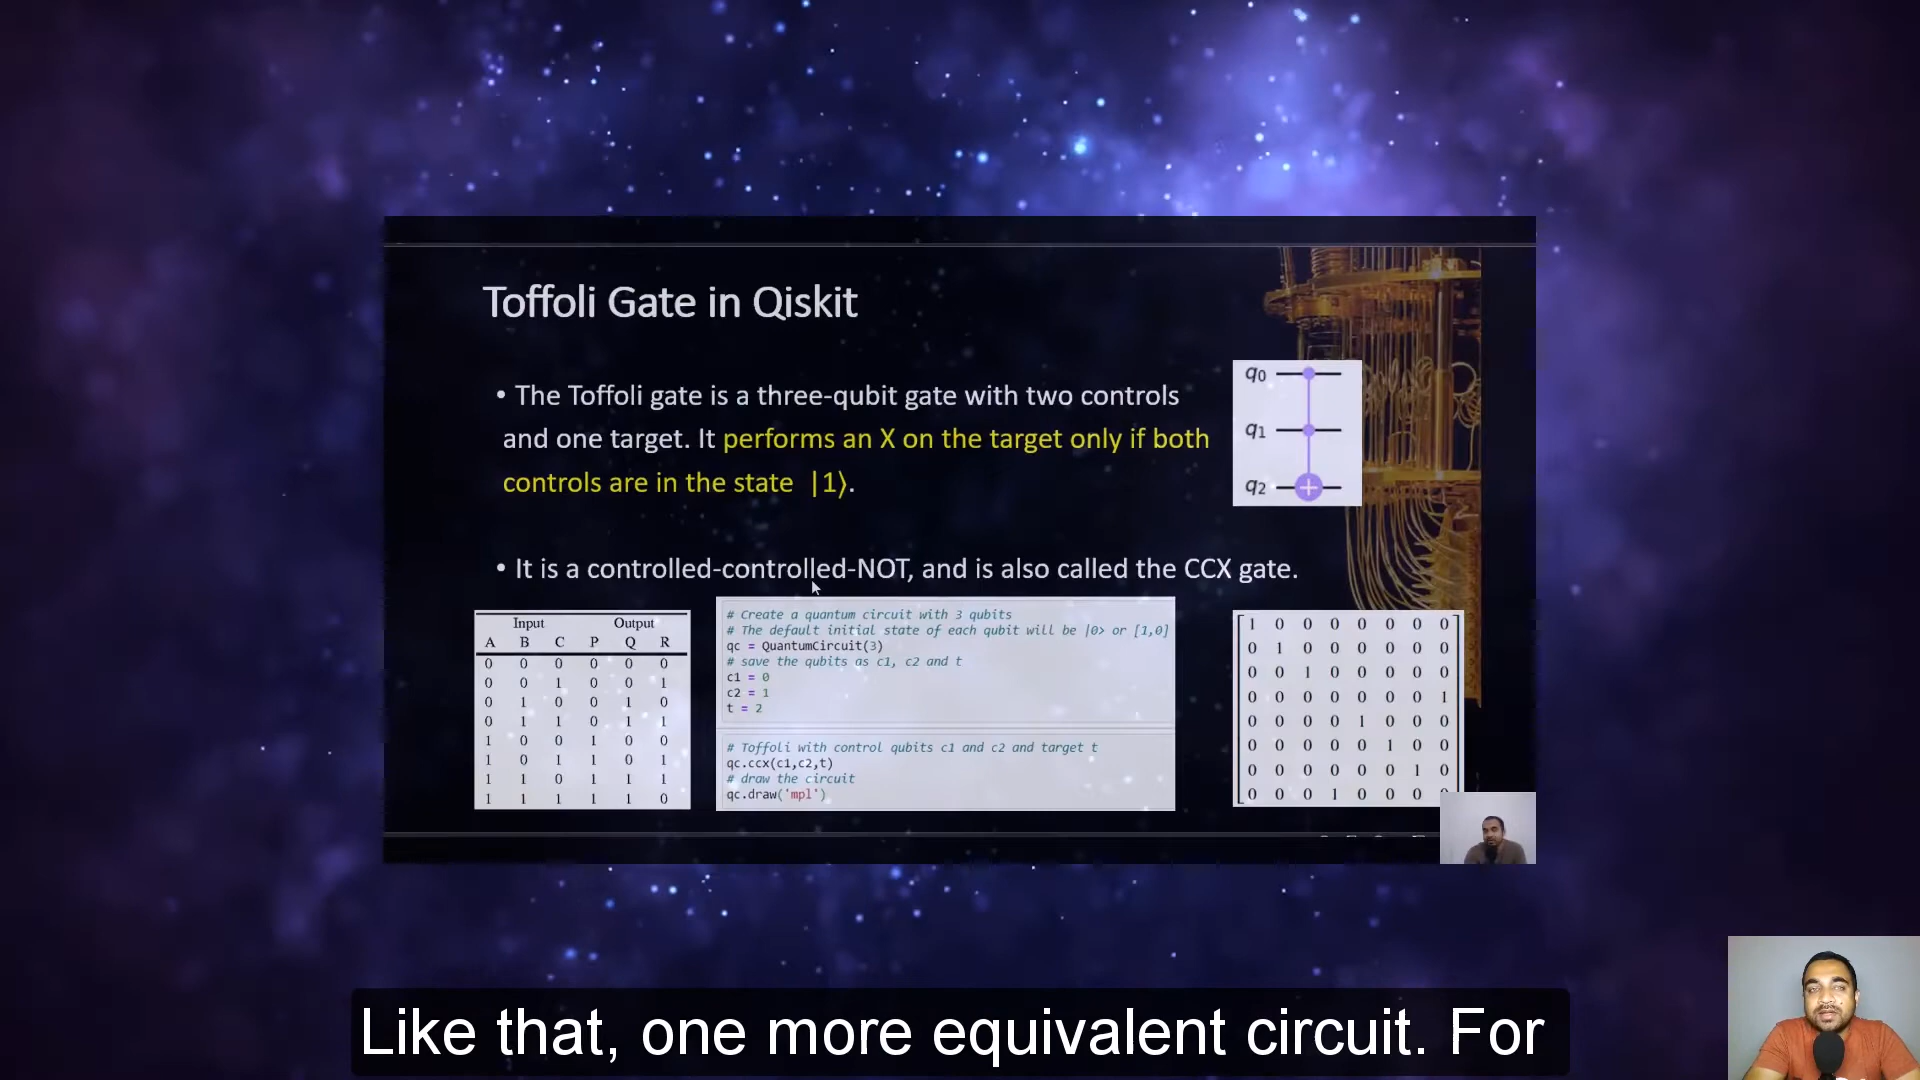 Toffoli Gate in Qiskit
• The Toffoli gate is a three-qubit gate with two controls
and one target. It performs an X on the target only if both
controls are in the state |1⟩.
q0
q1
q2
• It is a controlled-controlled-NOT, and is also called the CCX gate.
Input Output
A B C P Q R
0 0 0 0 0 0
0 0 1 0 0 1
0 1 0 0 1 0
0 1 1 0 1 1
1 0 0 1 0 0
1 0 1 1 0 1
1 1 0 1 1 1
1 1 1 1 1 0
# Create a quantum circuit with 3 qubits
# The default initial state of each qubit will be |0> or [1,0]
qc = QuantumCircuit(3)
# save the qubits as c1, c2 and t
c1 = 0
c2 = 1
t = 2
# Toffoli with control qubits c1 and c2 and target t
qc.ccx(c1,c2,t)
# draw the circuit
qc.draw('mpl')
1 0 0 0 0 0 0 0
0 1 0 0 0 0 0 0
0 0 1 0 0 0 0 0
0 0 0 0 0 0 0 1
0 0 0 0 1 0 0 0
0 0 0 0 0 1 0 0
0 0 0 0 0 0 1 0
0 0 0 1 0 0 0
Like that, one more equivalent circuit. For